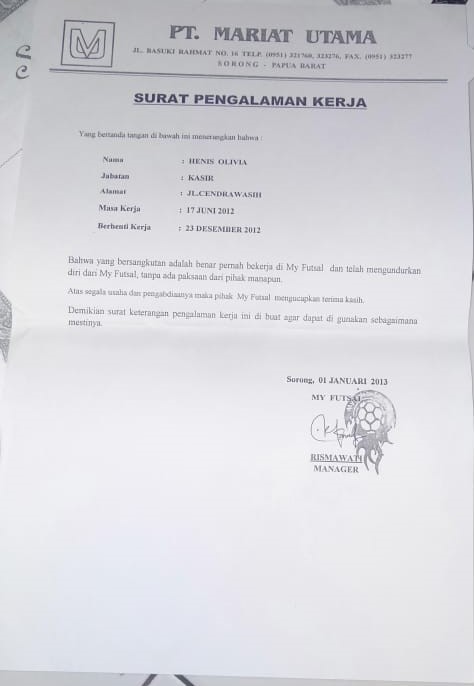 PT. MARIAT UTAMA
JL. BASUKI RAHMAT NO. 16 TELP. (0951) 321760, 323276, FAX. (0951) 323277
SORONG - PAPUA BARAT
SURAT PENGALAMAN KERJA
Yang bertanda tangan di bawah ini menerangkan bahwa :
Nama : HENIS OLIVIA
Jabatan : KASIR
Alamat : JL.CENDRAWASIH
Masa Kerja : 17 JUNI 2012
Berhenti Kerja : 23 DESEMBER 2012
Bahwa yang bersangkutan adalah benar pernah bekerja di My Futsal dan telah mengundurkan
diri dari My Futsal, tanpa ada paksaan dari pihak manapun.
Atas segala usaha dan pengabdiannya maka pihak My Futsal mengucapkan terima kasih.
Demikian surat keterangan pengalaman kerja ini di buat agar dapat di gunakan sebagaimana
mestinya.
Sorong, 01 JANUARI 2013
MY FUTSAL
RISMAWATI
MANAGER